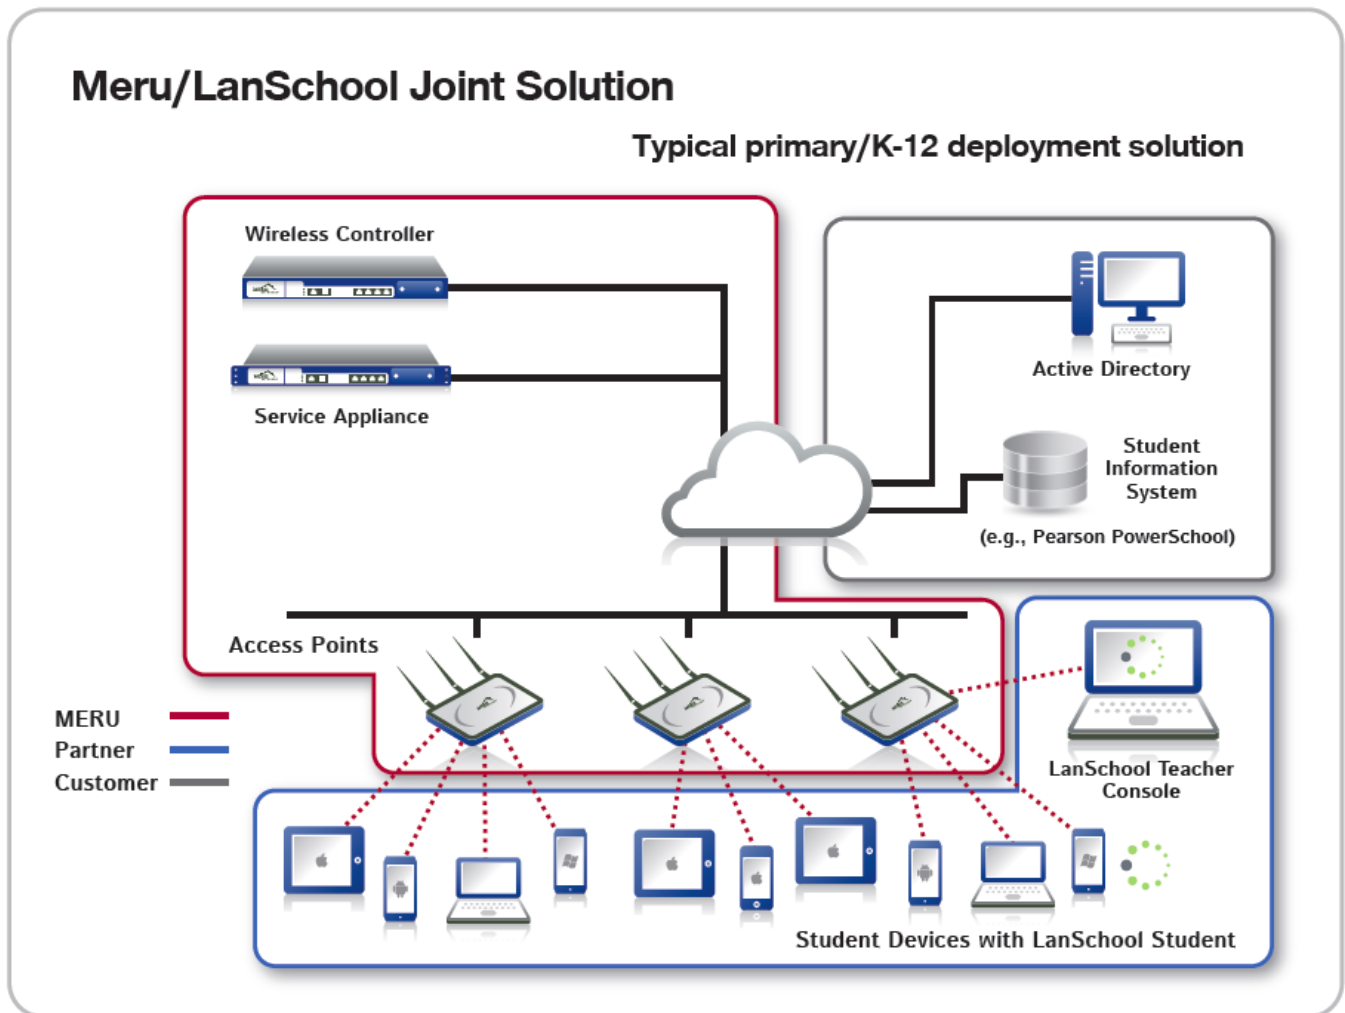 Meru/LanSchool Joint Solution
Typical primary/K-12 deployment solution
Wireless Controller
Service Appliance
Active Directory
Student
Information
System
(e.g., Pearson PowerSchool)
Access Points
MERU
Partner
Customer
LanSchool Teacher
Console
Student Devices with LanSchool Student